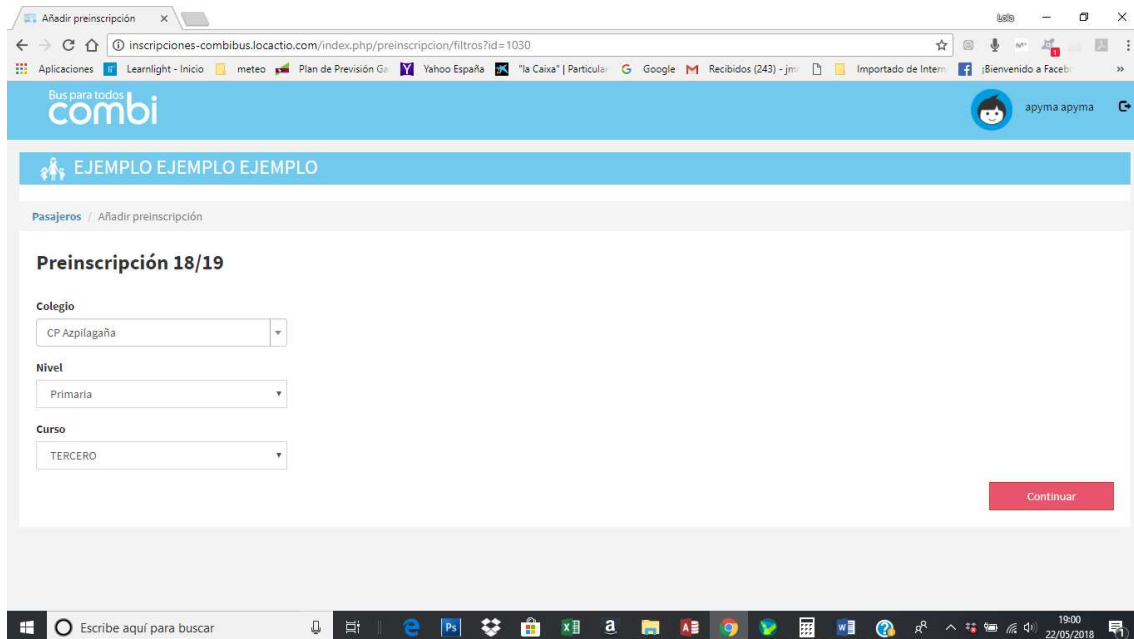 Añadir preinscripción
Lola
inscripciones-combibus.locactio.com/index.php/preinscripcion/filtros?id=1030
Aplicaciones Learnlight - Inicio meteo Plan de Previsión Ga Yahoo España "la Caixa" | Particular Google Recibidos (243) - jm Importado de Intern ¡Bienvenido a Faceb »
Bus para todos
combi
apyma apyma
EJEMPLO EJEMPLO EJEMPLO
Pasajeros / Añadir preinscripción
Preinscripción 18/19
Colegio
CP Azpilagaña
Nivel
Primaria
Curso
TERCERO
Continuar
Escribe aquí para buscar
19:00
22/05/2018